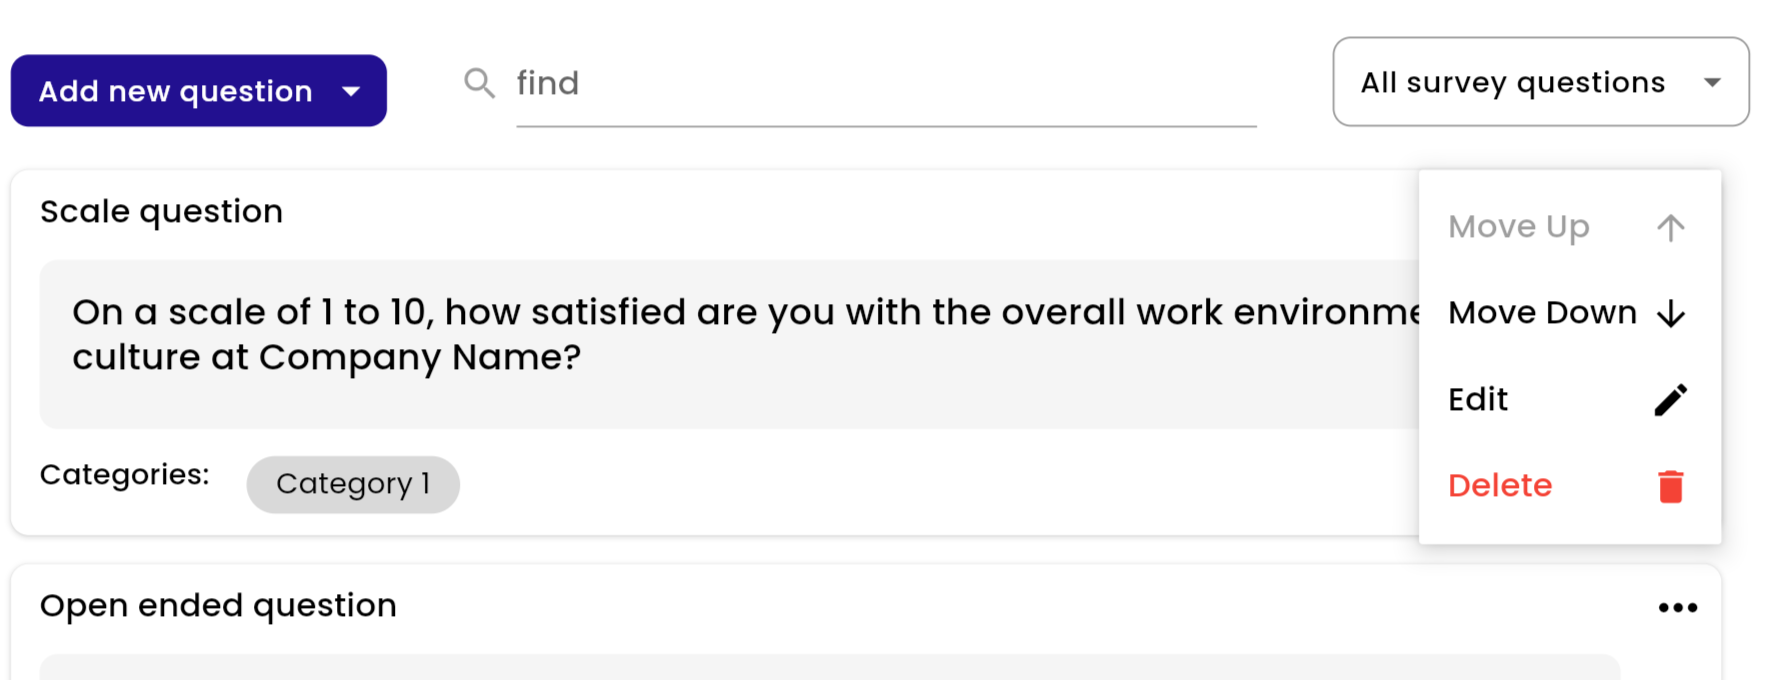 Add new question
find
All survey questions
Scale question
On a scale of 1 to 10, how satisfied are you with the overall work
culture at Company Name?
Categories:
Category 1
Move Up
Move Down
Edit
Delete
Open ended question